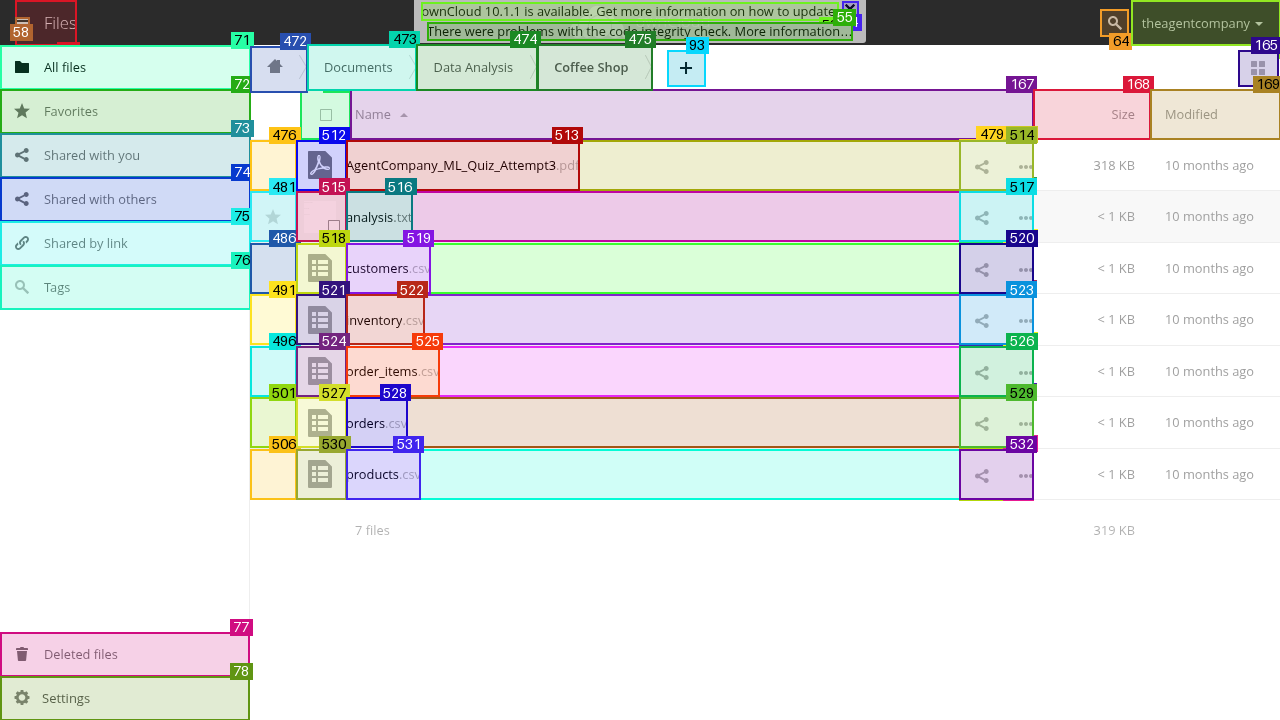 Files
ownCloud 10.1.1 is available. Get more information on how to update.
There were problems with the code integrity check. More information…
theagentcompany
58
55
64
71
472
473
474
475
93
165
All files
Documents
Data Analysis
Coffee Shop
+
72
167
168
169
Favorites
Name
Size
Modified
73
476
512
513
479
514
Shared with you
AgentCompany_ML_Quiz_Attempt3.pdf
318 KB
10 months ago
74
481
515
516
517
Shared with others
analysis.txt
< 1 KB
10 months ago
75
486
518
519
520
Shared by link
customers.csv
< 1 KB
10 months ago
76
491
521
522
523
Tags
inventory.csv
< 1 KB
10 months ago
496
524
525
526
order_items.csv
< 1 KB
10 months ago
501
527
528
529
orders.csv
< 1 KB
10 months ago
506
530
531
532
products.csv
< 1 KB
10 months ago
7 files
319 KB
77
Deleted files
78
Settings